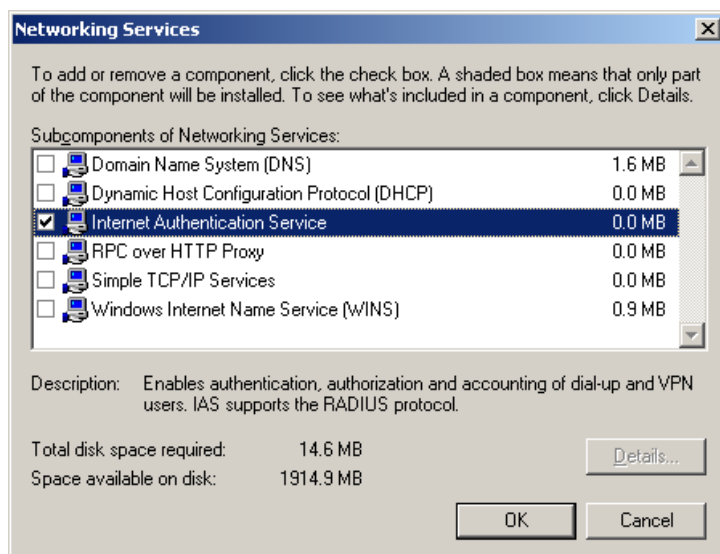 Networking Services
To add or remove a component, click the check box. A shaded box means that only part
of the component will be installed. To see what's included in a component, click Details.
Subcomponents of Networking Services:
Domain Name System (DNS) 1.6 MB
Dynamic Host Configuration Protocol (DHCP) 0.0 MB
Internet Authentication Service 0.0 MB
RPC over HTTP Proxy 0.0 MB
Simple TCP/IP Services 0.0 MB
Windows Internet Name Service (WINS) 0.9 MB
Description: Enables authentication, authorization and accounting of dial-up and VPN
users. IAS supports the RADIUS protocol.
Total disk space required: 14.6 MB
Details...
Space available on disk: 1914.9 MB
OK Cancel